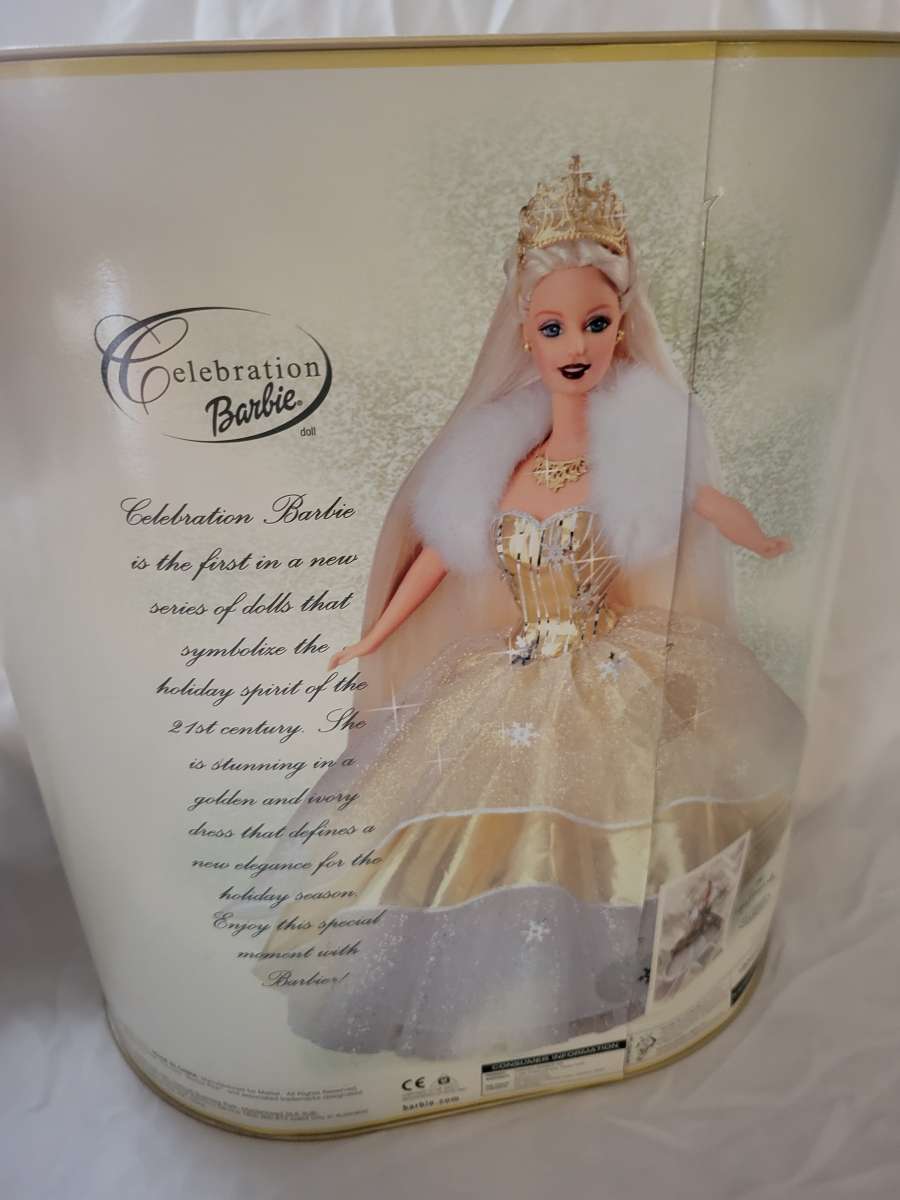 Celebration
Barbie®
doll
Celebration Barbie
is the first in a new
series of dolls that
symbolize the
holiday spirit of the
21st century. She
is stunning in a
golden and ivory
dress that defines a
new elegance for the
holiday season.
Enjoy this special
moment with
Barbie®!
CONSUMER INFORMATION
CE
barbie.com